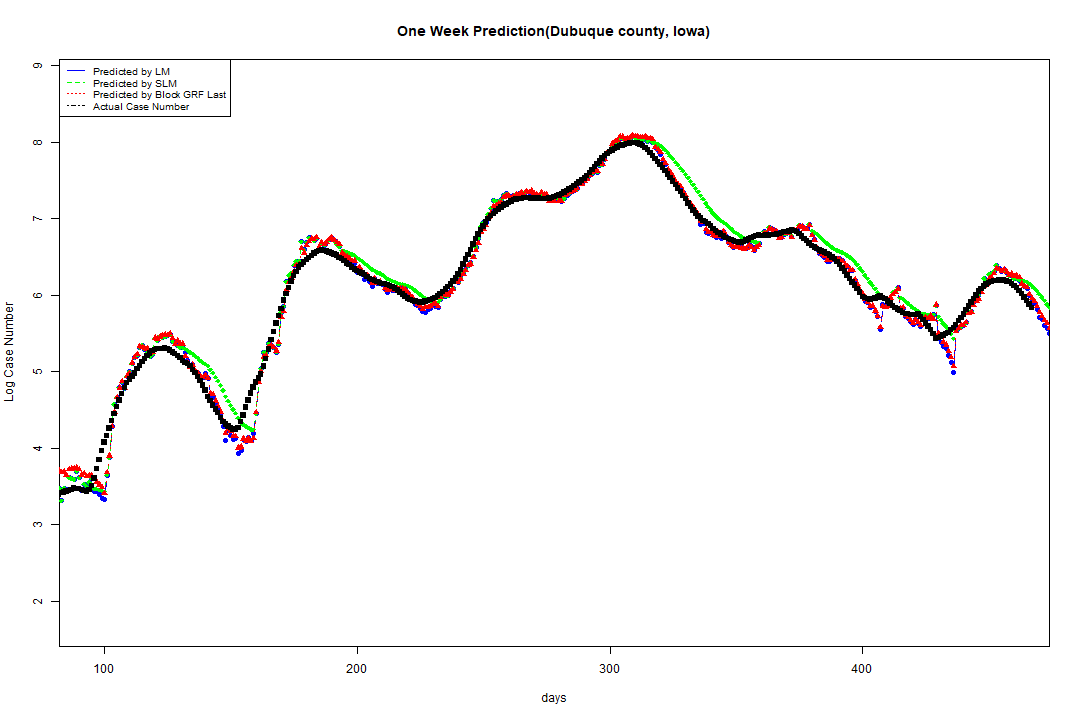 One Week Prediction(Dubuque county, Iowa)
Predicted by LM
Predicted by SLM
Predicted by Block GRF Last
Actual Case Number
9
8
7
6
5
4
3
2
Log Case Number
100 200 300 400
days